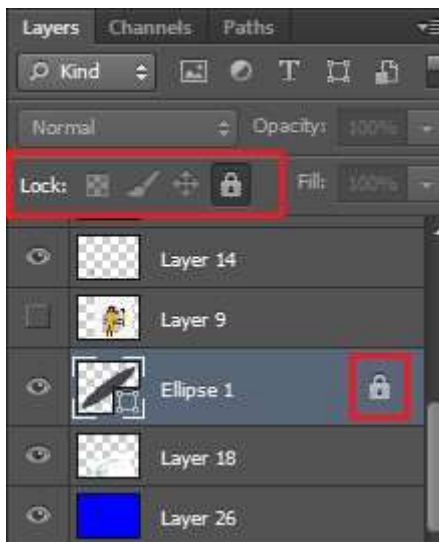 Layers Channels Paths
Kind T
Normal Opacity: 100%
Lock: Fill: 100%
Layer 14
Layer 9
Ellipse 1
Layer 18
Layer 26